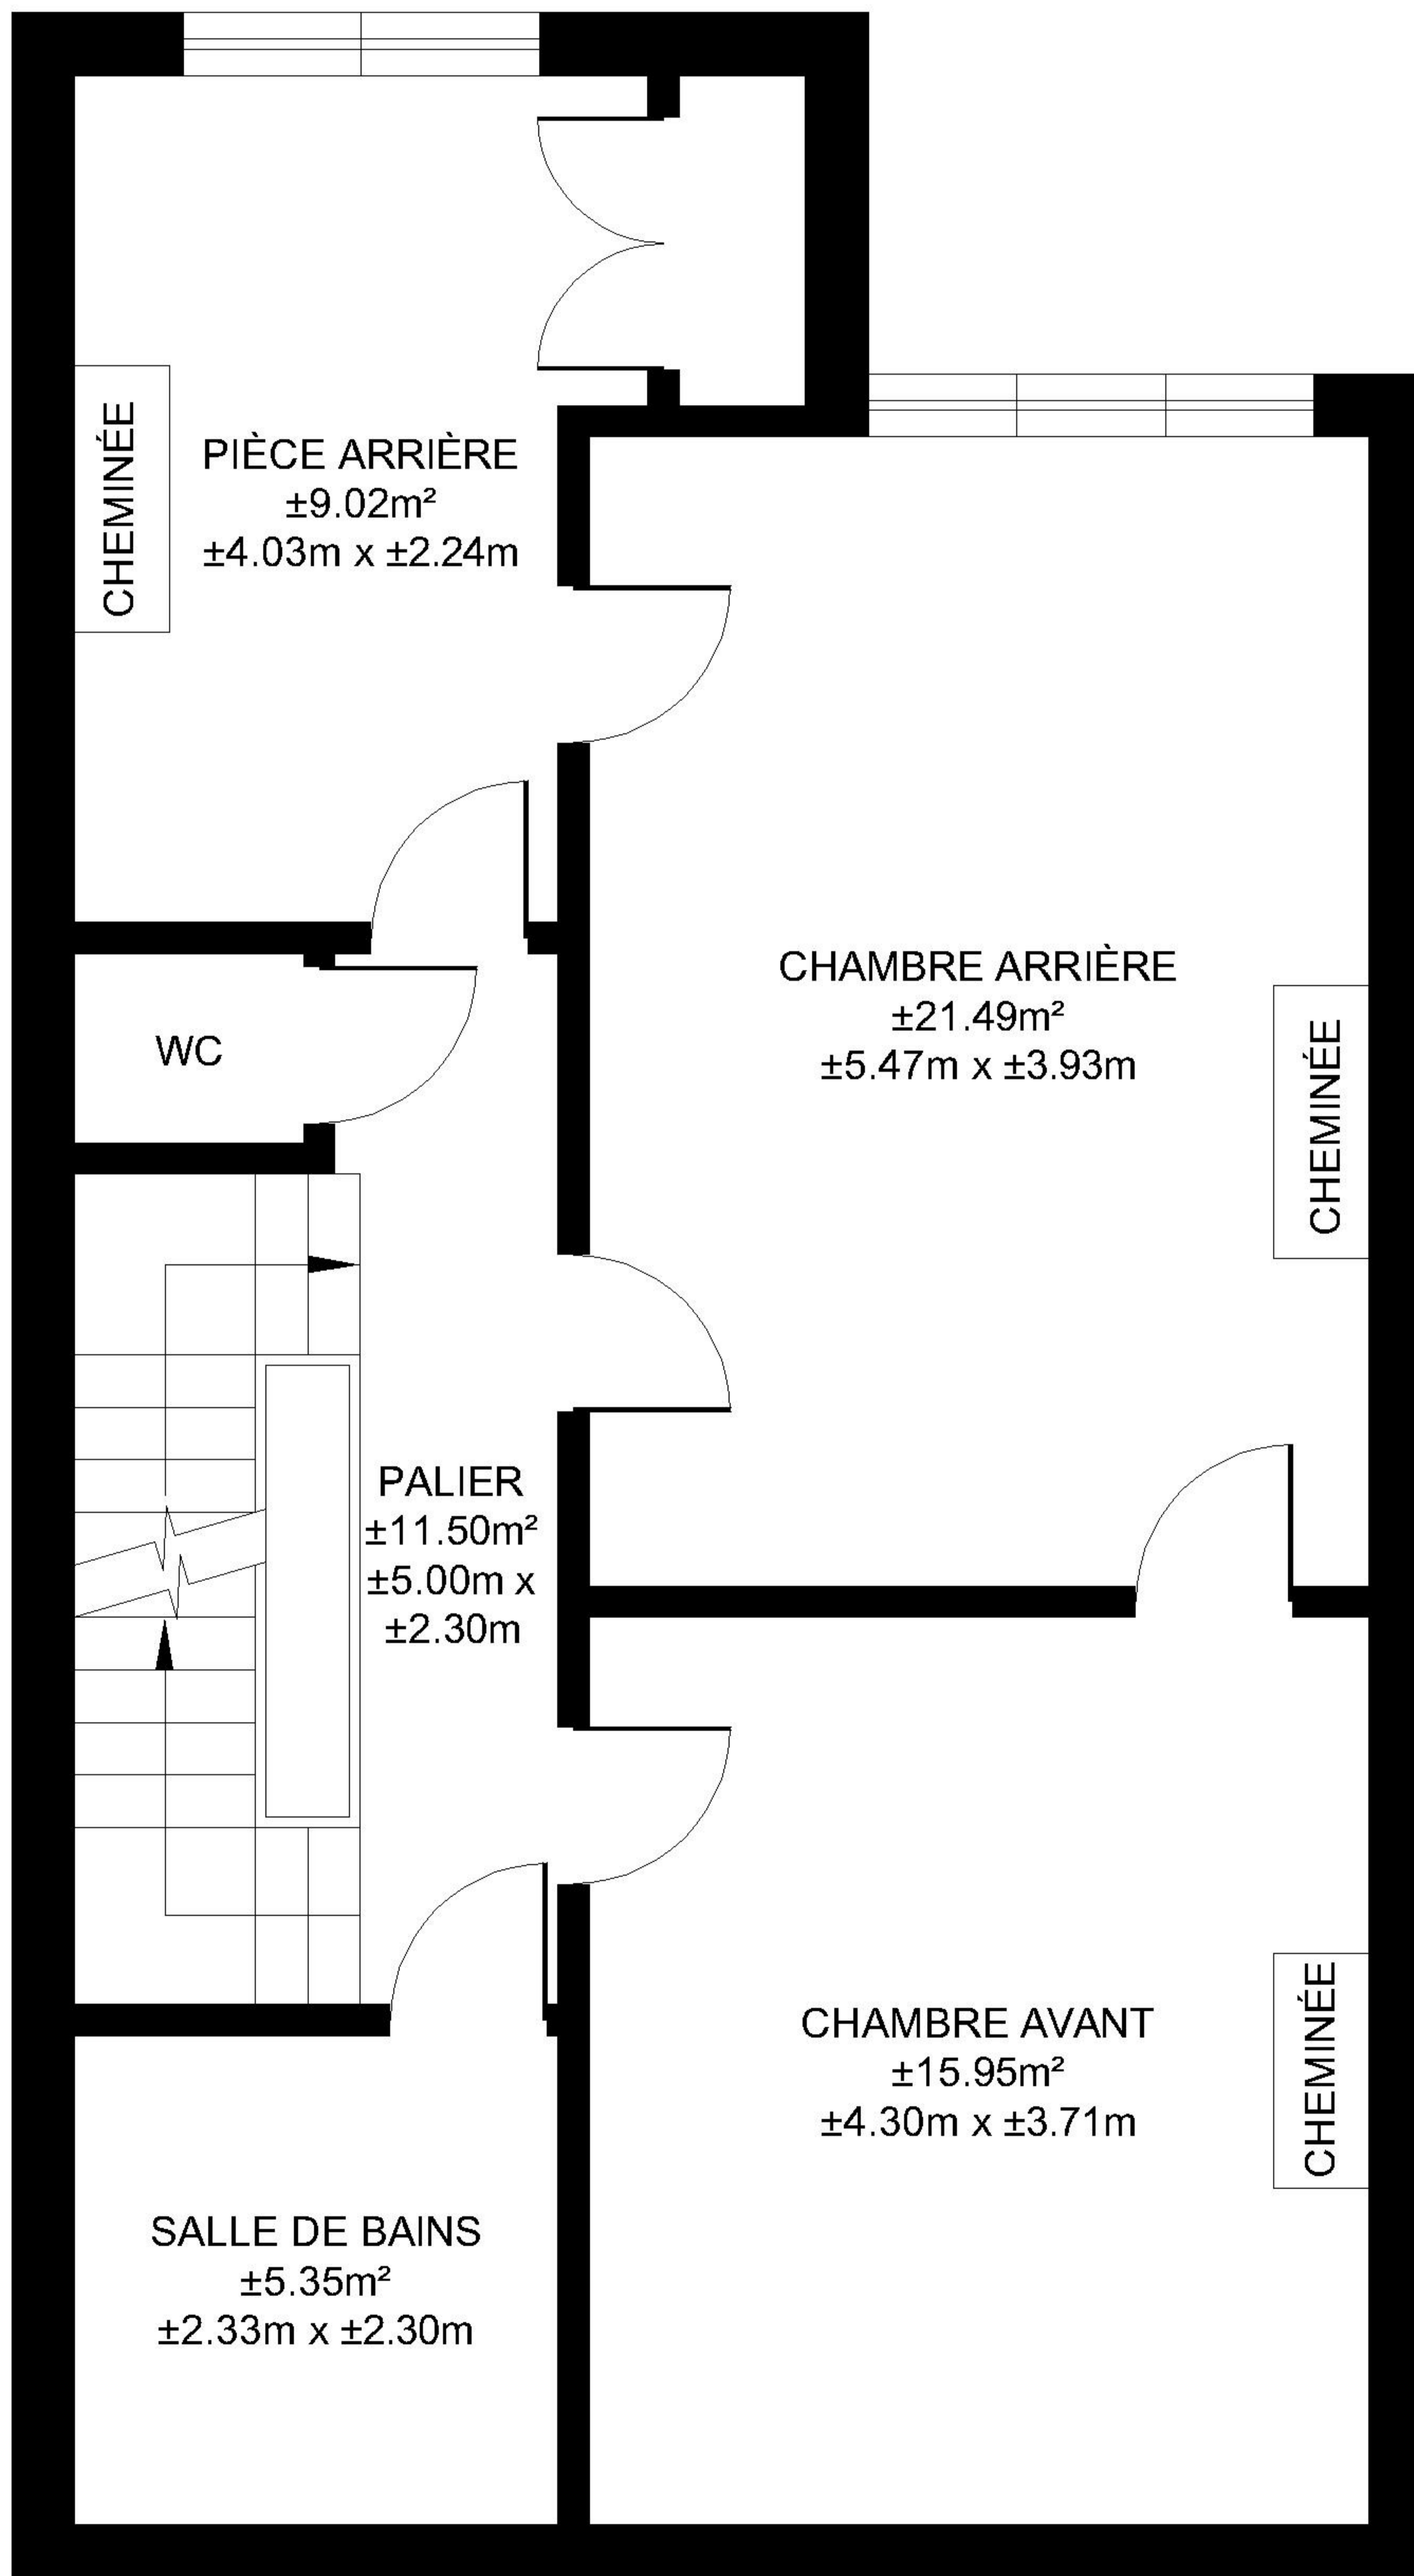 CHEMINÉE
PIÈCE ARRIÈRE
±9.02m²
±4.03m x ±2.24m
WC
CHAMBRE ARRIÈRE
±21.49m²
±5.47m x ±3.93m
CHEMINÉE
PALIER
±11.50m²
±5.00m x
±2.30m
CHAMBRE AVANT
±15.95m²
±4.30m x ±3.71m
CHEMINÉE
SALLE DE BAINS
±5.35m²
±2.33m x ±2.30m